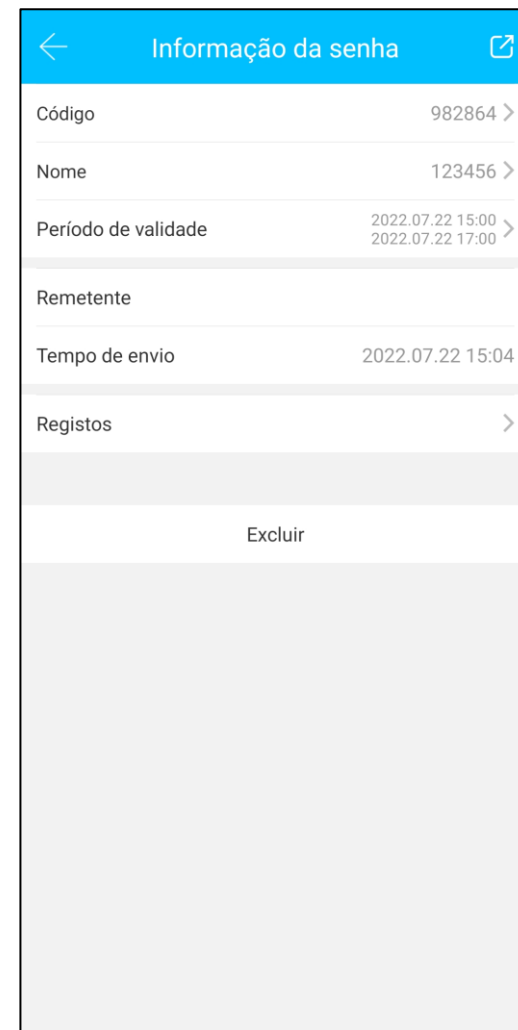 Informação da senha
Código 982864
Nome 123456
Período de validade 2022.07.22 15:00
2022.07.22 17:00
Remetente
Tempo de envio 2022.07.22 15:04
Registos
Excluir